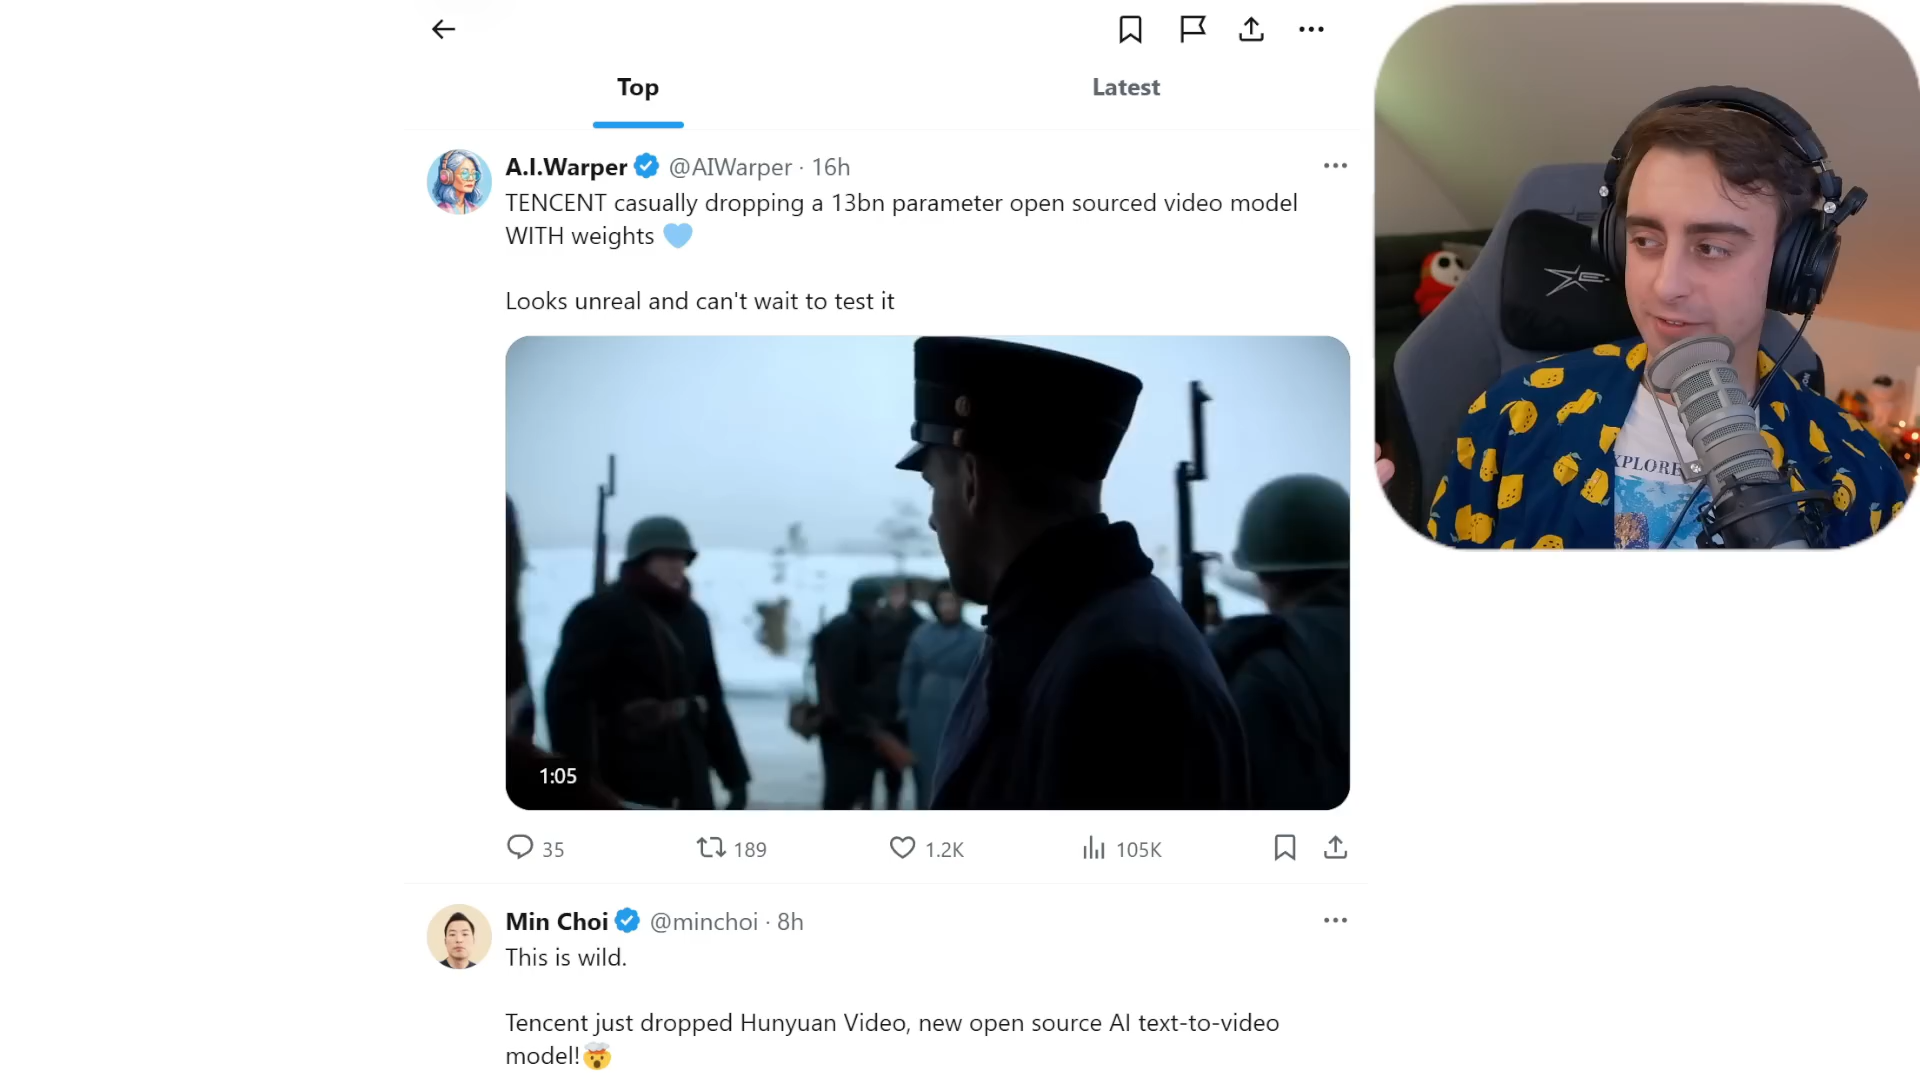 Top
Latest
A.I.Warper @AIWarper · 16h
TENCENT casually dropping a 13bn parameter open sourced video model
WITH weights 💙
Looks unreal and can't wait to test it
1:05
35
189
1.2K
105K
Min Choi @minchoi · 8h
This is wild.
Tencent just dropped Hunyuan Video, new open source AI text-to-video
model!🤯
XPLORE